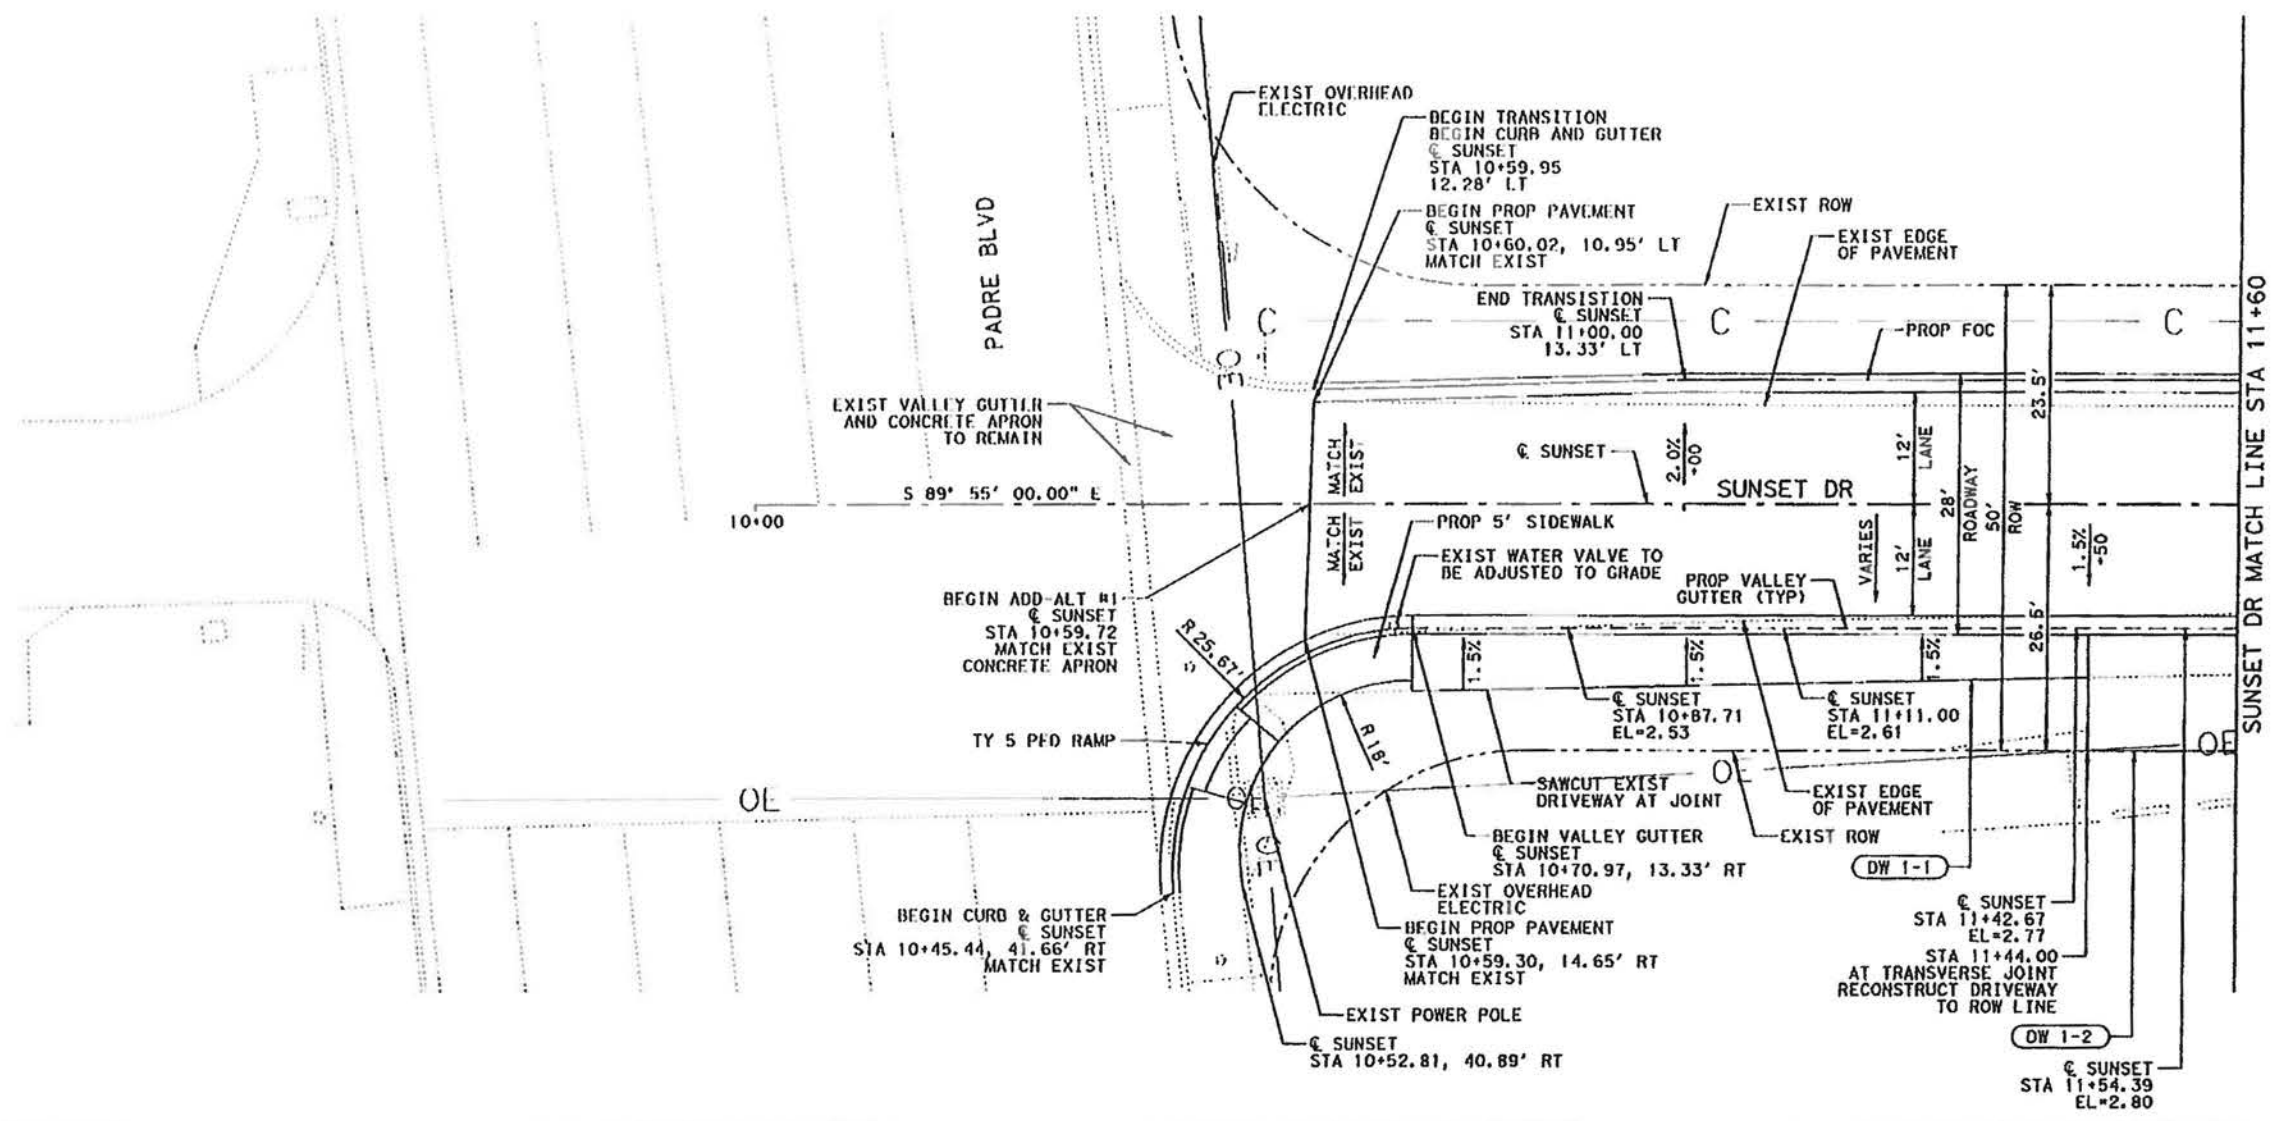 EXIST OVERHEAD
ELECTRIC
BEGIN TRANSITION
BEGIN CURB AND GUTTER
℄ SUNSET
STA 10+59.95
12.28' LT
BEGIN PROP PAVEMENT
℄ SUNSET
STA 10+60.02, 10.95' LT
MATCH EXIST
EXIST ROW
EXIST EDGE
OF PAVEMENT
PADRE BLVD
END TRANSISTION
℄ SUNSET
STA 11+00.00
13.33' LT
PROP FOC
C
C
C
OE
EXIST VALLEY GUTTER
AND CONCRETE APRON
TO REMAIN
23.5'
MATCH
EXIST
℄ SUNSET
2.0%
+00
12'
LANE
S 89° 55' 00.00" E
10+00
SUNSET DR
28'
ROADWAY
50'
ROW
SUNSET DR MATCH LINE STA 11+60
MATCH
EXIST
PROP 5' SIDEWALK
EXIST WATER VALVE TO
BE ADJUSTED TO GRADE
PROP VALLEY
GUTTER (TYP)
VARIES
12'
LANE
1.5%
+50
BEGIN ADD-ALT #1
℄ SUNSET
STA 10+59.72
MATCH EXIST
CONCRETE APRON
R 25.67'
26.5'
1.5%
1.5%
1.5%
℄ SUNSET
STA 10+87.71
EL=2.53
℄ SUNSET
STA 11+11.00
EL=2.61
TY 5 PED RAMP
R18'
OE
OE
OE
OE
OE
SAWCUT EXIST
DRIVEWAY AT JOINT
EXIST EDGE
OF PAVEMENT
BEGIN VALLEY GUTTER
℄ SUNSET
STA 10+70.97, 13.33' RT
EXIST ROW
DW 1-1
EXIST OVERHEAD
ELECTRIC
BEGIN CURB & GUTTER
℄ SUNSET
STA 10+45.44, 41.66' RT
MATCH EXIST
BEGIN PROP PAVEMENT
℄ SUNSET
STA 10+59.30, 14.65' RT
MATCH EXIST
℄ SUNSET
STA 11+42.67
EL=2.77
STA 11+44.00
AT TRANSVERSE JOINT
RECONSTRUCT DRIVEWAY
TO ROW LINE
EXIST POWER POLE
℄ SUNSET
STA 10+52.81, 40.89' RT
DW 1-2
℄ SUNSET
STA 11+54.39
EL=2.80